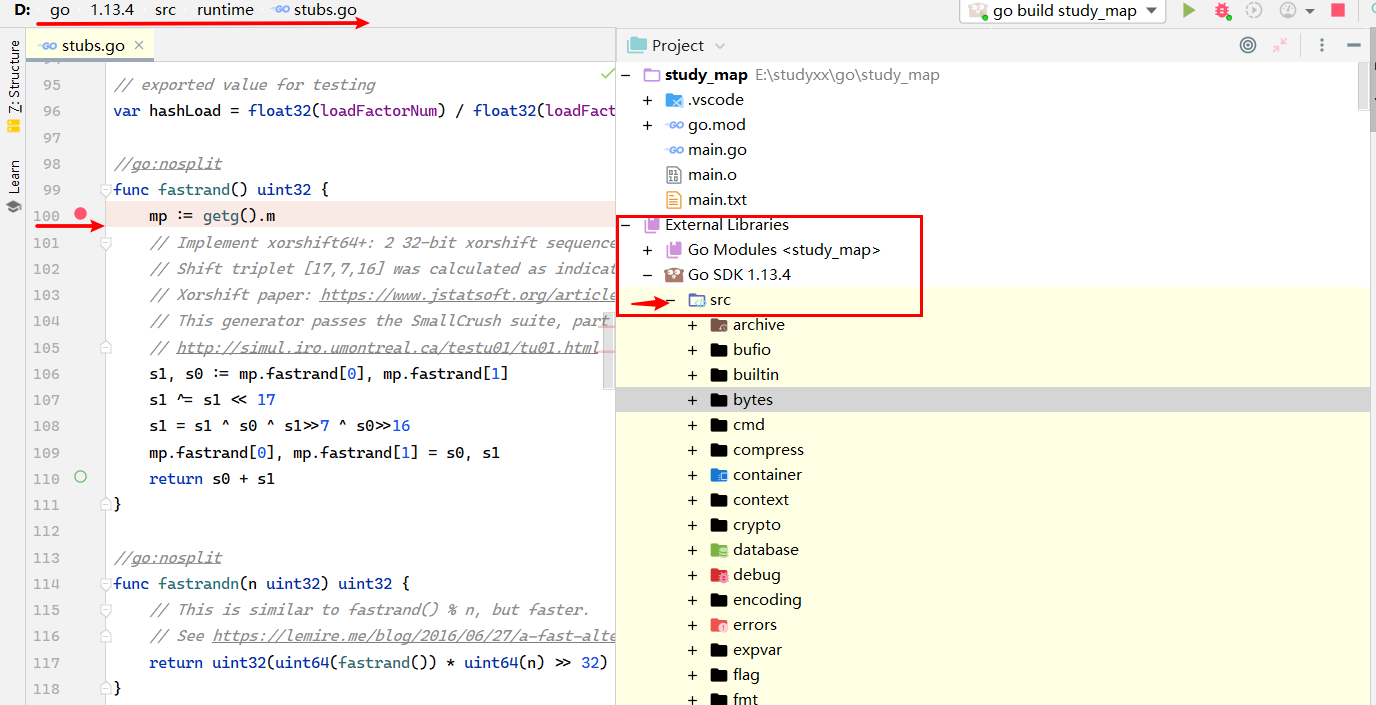 D: go 1.13.4 src runtime stubs.go
go build study_map
stubs.go
Z: Structure
Learn
95 // exported value for testing
96 var hashLoad = float32(loadFactorNum) / float32(loadFact
97
98 //go:nosplit
99 func fastrand() uint32 {
100 mp := getg().m
101 // Implement xorshift64+: 2 32-bit xorshift sequence
102 // Shift triplet [17,7,16] was calculated as indicat
103 // Xorshift paper: https://www.jstatsoft.org/article
104 // This generator passes the SmallCrush suite, part
105 // http://simul.iro.umontreal.ca/testu01/tu01.html
106 s1, s0 := mp.fastrand[0], mp.fastrand[1]
107 s1 ^= s1 << 17
108 s1 = s1 ^ s0 ^ s1>>7 ^ s0>>16
109 mp.fastrand[0], mp.fastrand[1] = s0, s1
110 return s0 + s1
111 }
112
113 //go:nosplit
114 func fastrandn(n uint32) uint32 {
115 // This is similar to fastrand() % n, but faster.
116 // See https://lemire.me/blog/2016/06/27/a-fast-alte
117 return uint32(uint64(fastrand()) * uint64(n) >> 32)
118 }
Project
study_map E:\studyxx\go\study_map
.vscode
go.mod
main.go
main.o
main.txt
External Libraries
Go Modules <study_map>
Go SDK 1.13.4
src
archive
bufio
builtin
bytes
cmd
compress
container
context
crypto
database
debug
encoding
errors
expvar
flag
fmt